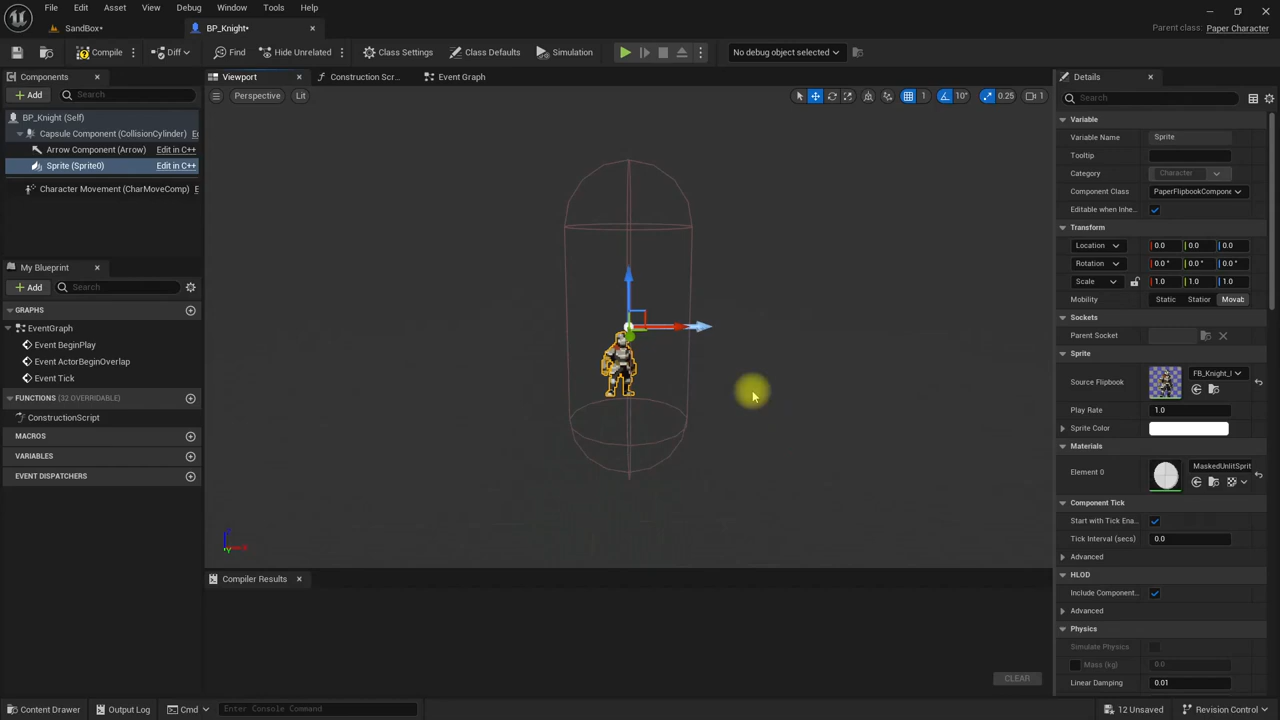 File Edit Asset View Debug Window Tools Help
SandBox•
BP_Knight•
Parent class: Paper Character
Compile
Diff
Find
Hide Unrelated
Class Settings
Class Defaults
Simulation
No debug object selected
Components
Viewport
Construction Scr...
Event Graph
Details
+ Add
Search
Perspective
Lit
1
10°
0.25
1
Search
BP_Knight (Self)
Capsule Component (CollisionCylinder)
Arrow Component (Arrow) Edit in C++
Sprite (Sprite0) Edit in C++
Character Movement (CharMoveComp)
My Blueprint
+ Add
Search
GRAPHS
EventGraph
Event BeginPlay
Event ActorBeginOverlap
Event Tick
FUNCTIONS (32 OVERRIDABLE)
ConstructionScript
MACROS
VARIABLES
EVENT DISPATCHERS
Compiler Results
CLEAR
Variable
Variable Name Sprite
Tooltip
Category Character
Component Class PaperFlipbookCompone
Editable when Inhe...
Transform
Location 0.0 0.0 0.0
Rotation 0.0 ° 0.0 ° 0.0 °
Scale 1.0 1.0 1.0
Mobility Static Station Movab
Sockets
Parent Socket
Sprite
Source Flipbook FB_Knight_I
Play Rate 1.0
Sprite Color
Materials
Element 0 MaskedUnlitSprit
Component Tick
Start with Tick Ena...
Tick Interval (secs) 0.0
Advanced
HLOD
Include Component...
Advanced
Physics
Simulate Physics
Mass (kg) 0.0
Linear Damping 0.01
Content Drawer
Output Log
Cmd
Enter Console Command
12 Unsaved
Revision Control